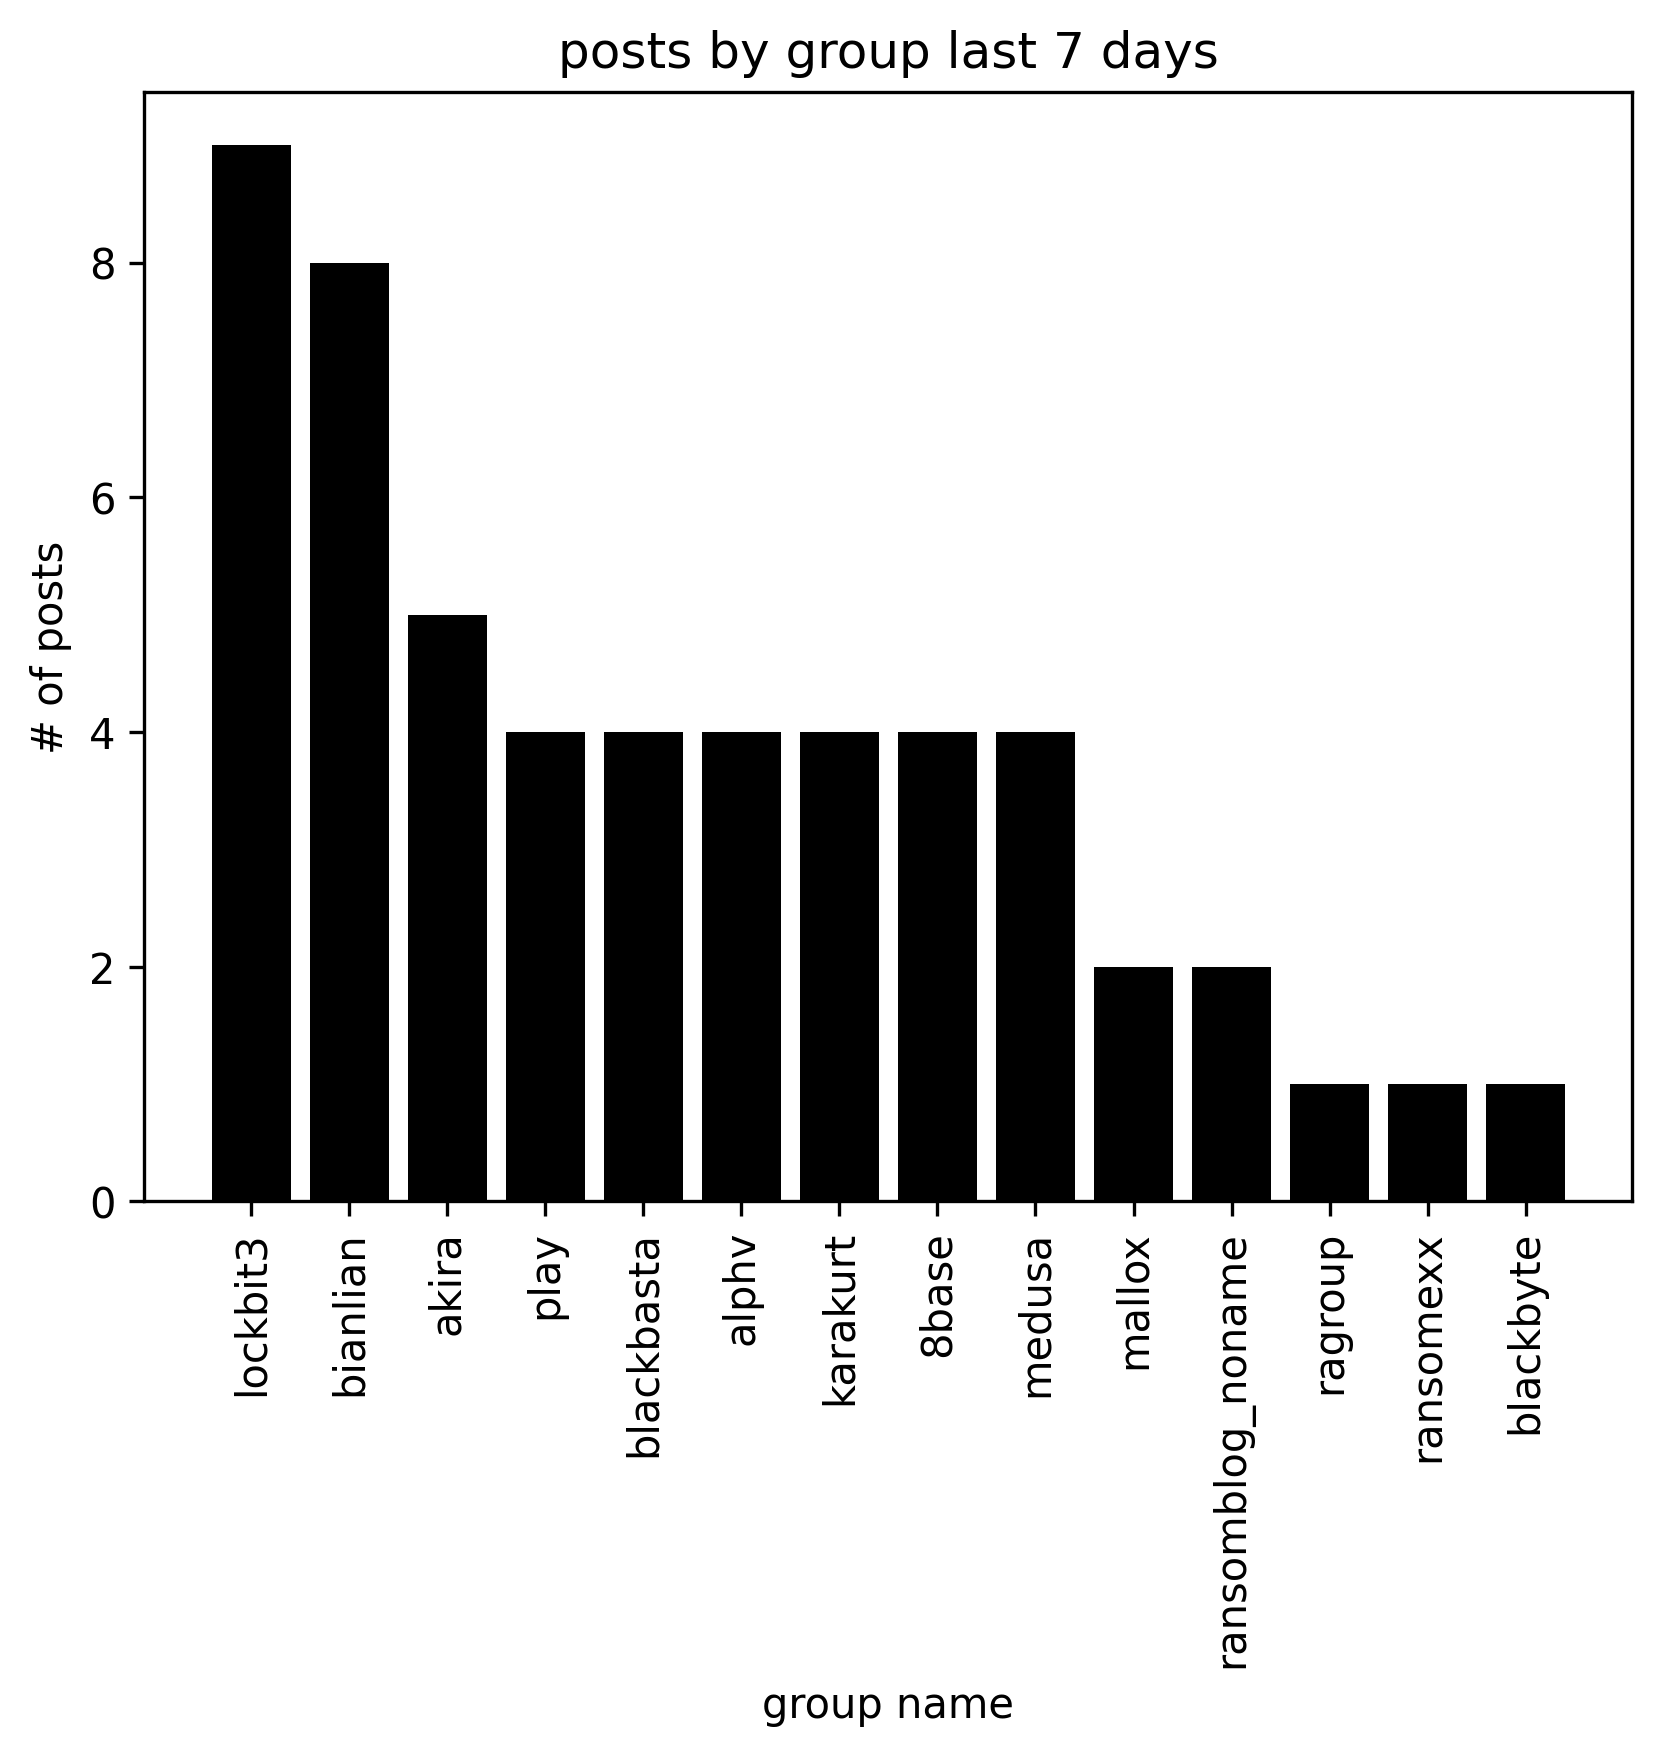 posts by group last 7 days
# of posts
8
6
4
2
0
lockbit3
bianlian
akira
play
blackbasta
alphv
karakurt
8base
medusa
mallox
ransomblog_noname
ragroup
ransomexx
blackbyte
group name